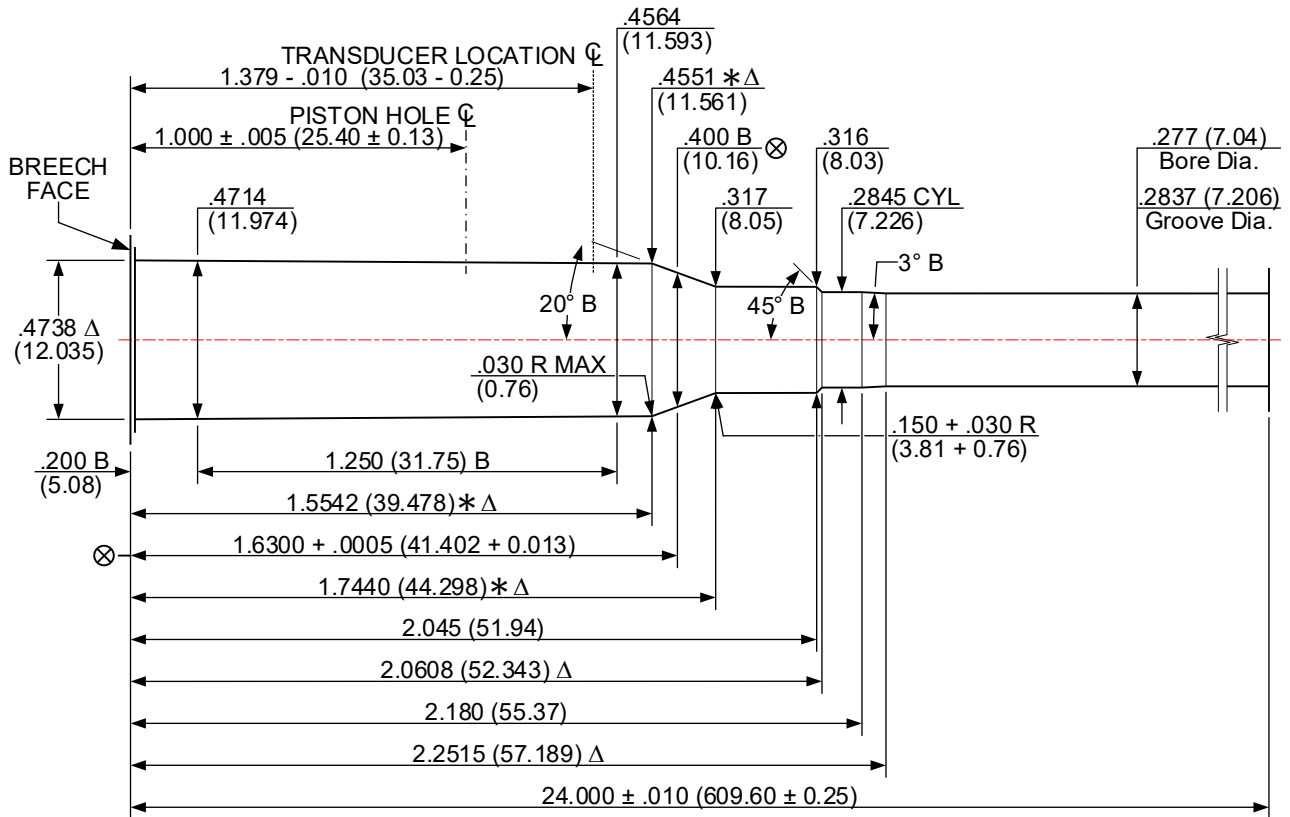 .4564
(11.593)
TRANSDUCER LOCATION ℄
1.379 - .010 (35.03 - 0.25)
.4551 ∗ Δ
(11.561)
PISTON HOLE ℄
1.000 ± .005 (25.40 ± 0.13)
.400 B ⊗
(10.16)
.316
(8.03)
.277 (7.04)
Bore Dia.
BREECH
FACE
.4714
(11.974)
.317
(8.05)
.2845 CYL
(7.226)
.2837 (7.206)
Groove Dia.
3° B
20° B
45° B
.4738 Δ
(12.035)
.030 R MAX
(0.76)
.150 + .030 R
(3.81 + 0.76)
.200 B
(5.08)
1.250 (31.75) B
1.5542 (39.478) ∗ Δ
⊗
1.6300 + .0005 (41.402 + 0.013)
1.7440 (44.298) ∗ Δ
2.045 (51.94)
2.0608 (52.343) Δ
2.180 (55.37)
2.2515 (57.189) Δ
24.000 ± .010 (609.60 ± 0.25)